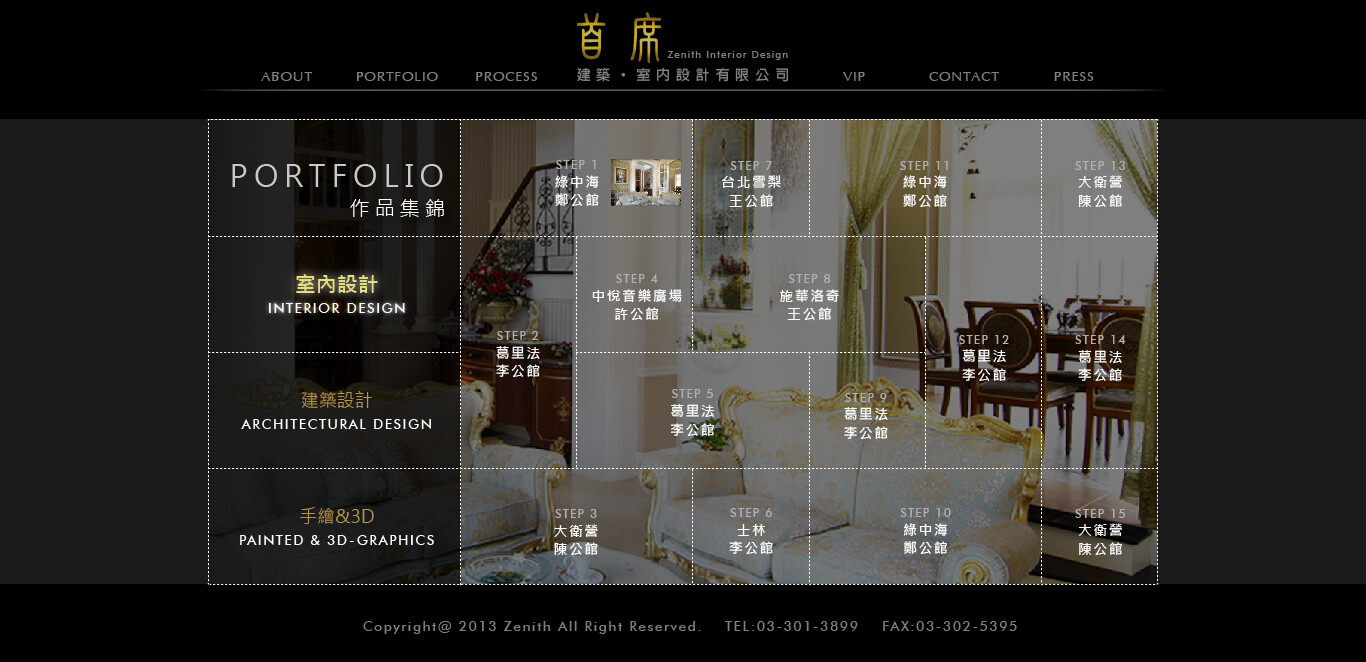 首席
Zenith Interior Design
建築・室內設計有限公司
ABOUT
PORTFOLIO
PROCESS
VIP
CONTACT
PRESS
PORTFOLIO
作品集錦
室內設計
INTERIOR DESIGN
建築設計
ARCHITECTURAL DESIGN
手繪&3D
PAINTED & 3D-GRAPHICS
STEP 1
綠中海
鄭公館
STEP 2
葛里法
李公館
STEP 3
大衛營
陳公館
STEP 4
中悅音樂廣場
許公館
STEP 5
葛里法
李公館
STEP 6
士林
李公館
STEP 7
台北雪梨
王公館
STEP 8
施華洛奇
王公館
STEP 9
葛里法
李公館
STEP 10
綠中海
鄭公館
STEP 11
綠中海
鄭公館
STEP 12
葛里法
李公館
STEP 13
大衛營
陳公館
STEP 14
葛里法
李公館
STEP 15
大衛營
陳公館
Copyright@ 2013 Zenith All Right Reserved. TEL:03-301-3899 FAX:03-302-5395